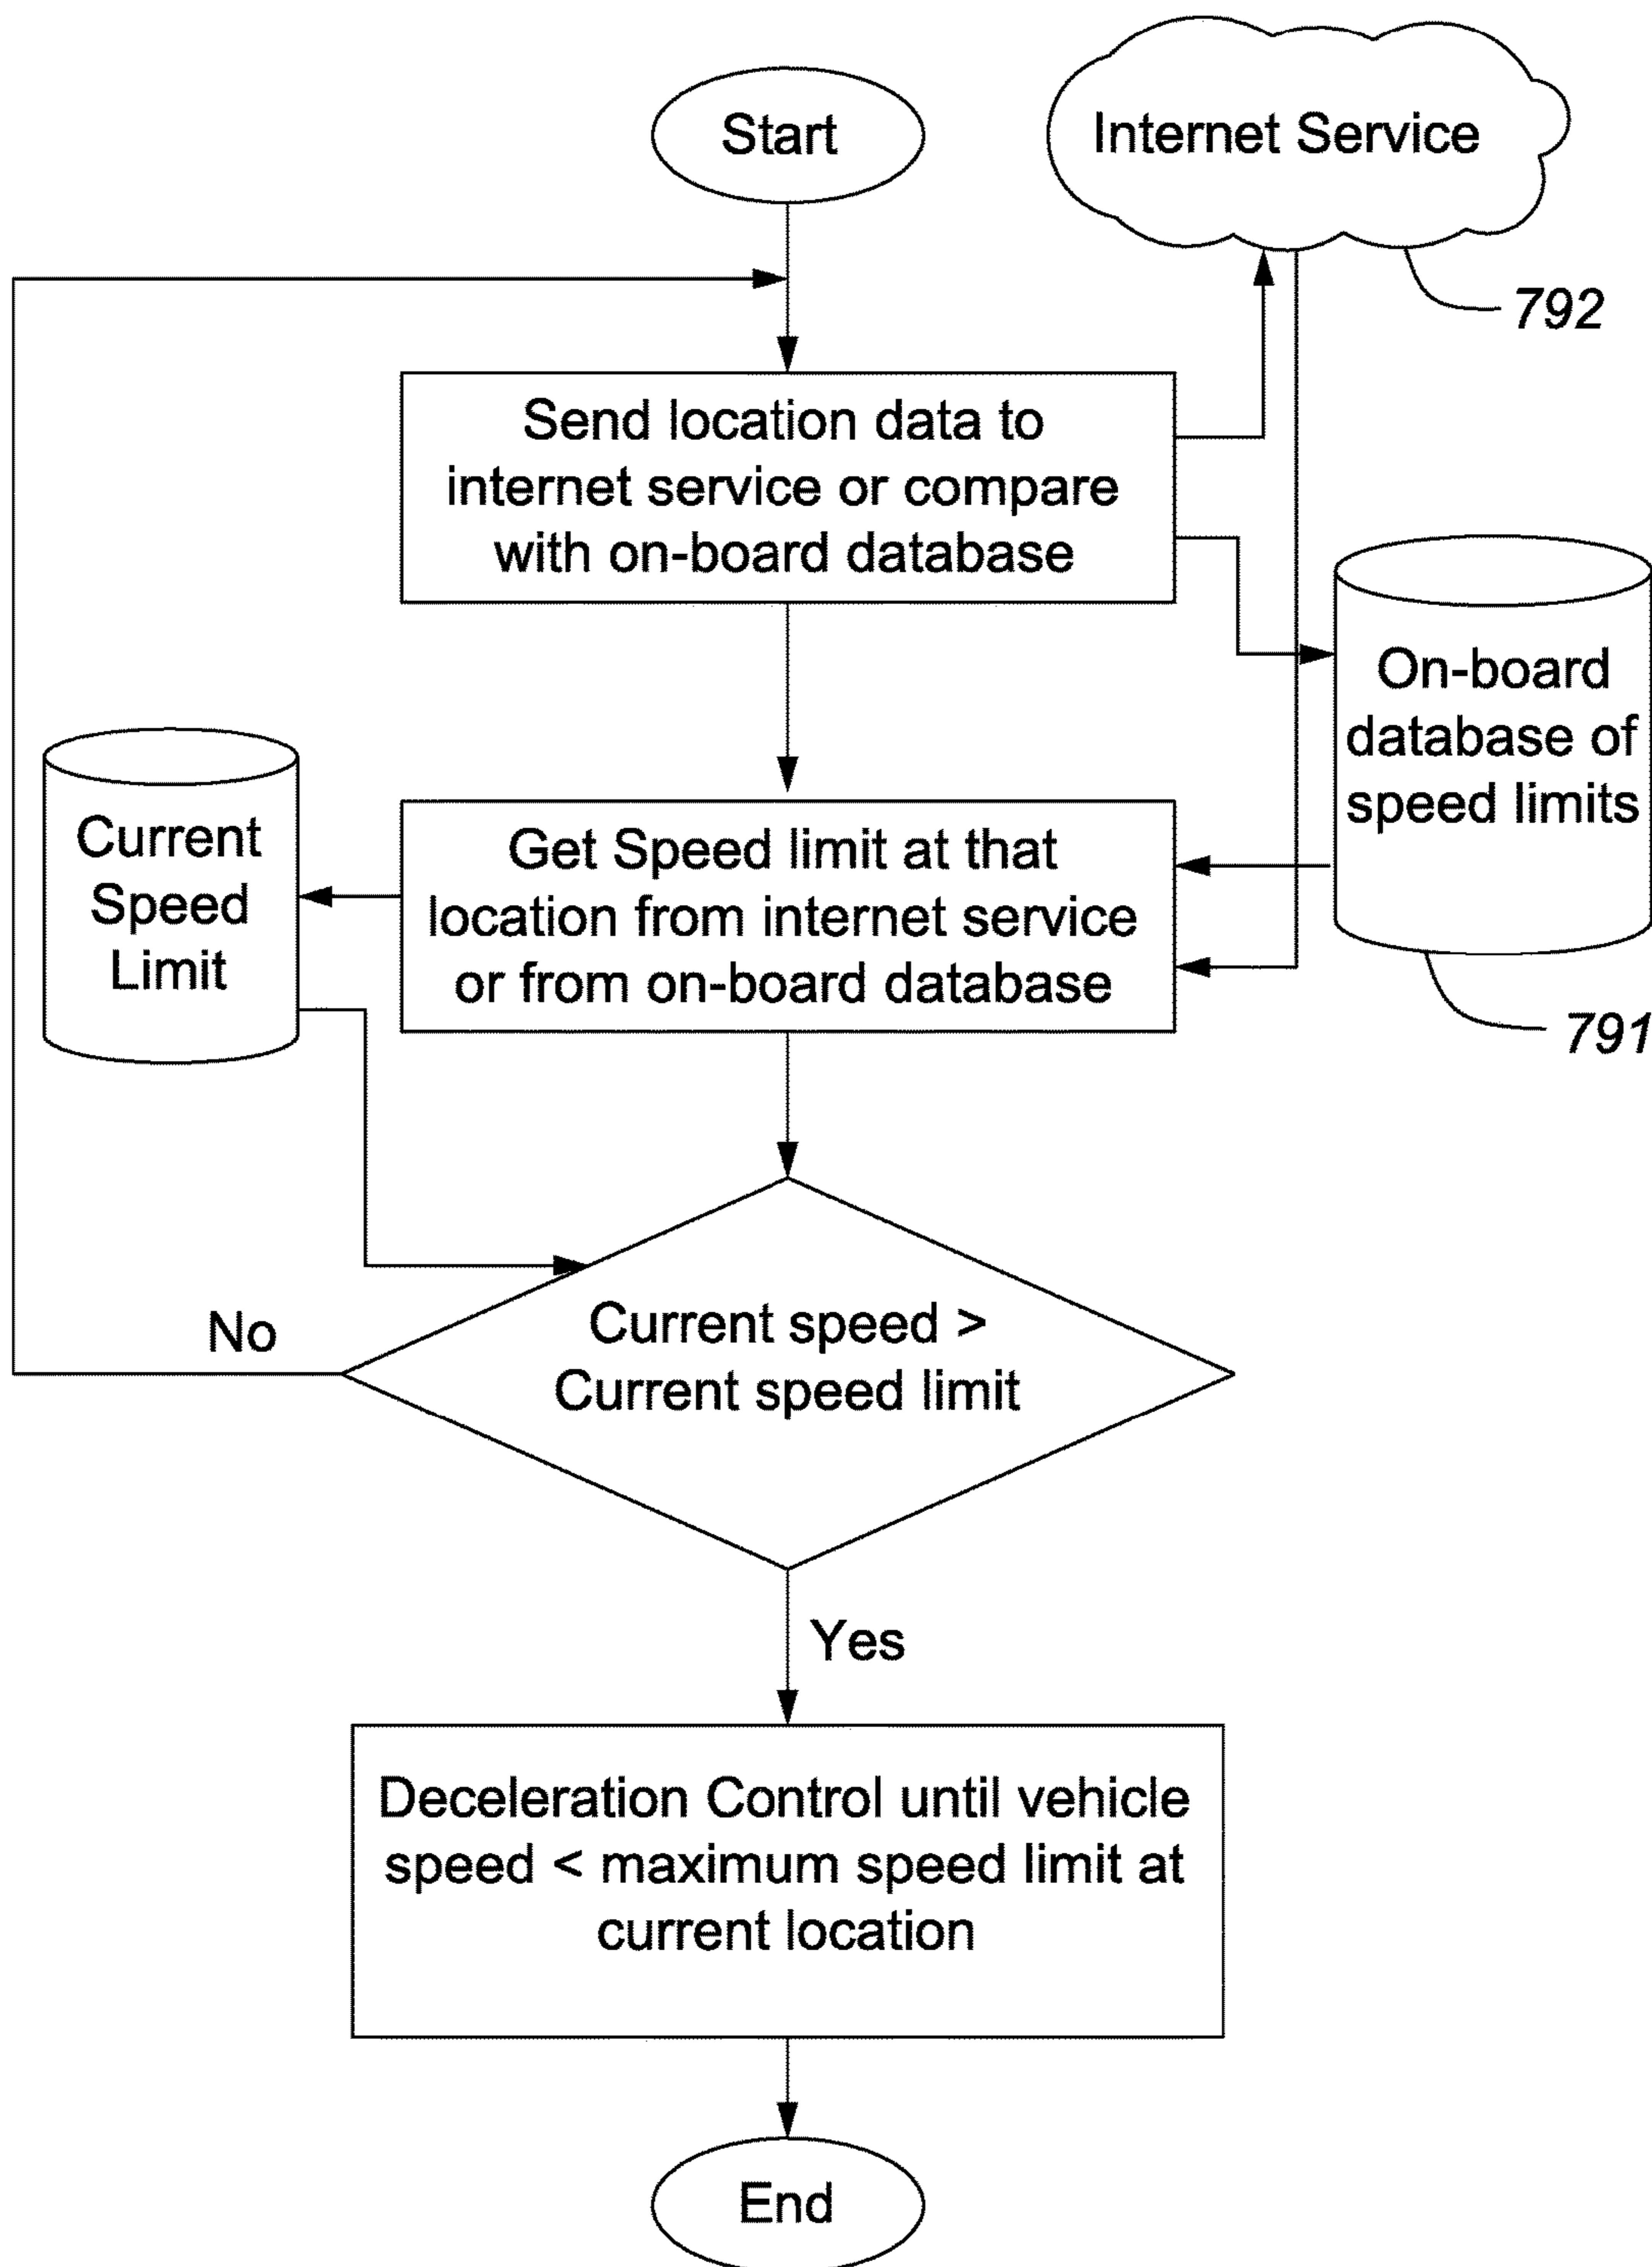 Start
Internet Service
792
Send location data to
internet service or compare
with on-board database
On-board
database of
speed limits
791
Current
Speed
Limit
Get Speed limit at that
location from internet service
or from on-board database
Current speed >
Current speed limit
No
Yes
Deceleration Control until vehicle
speed < maximum speed limit at
current location
End